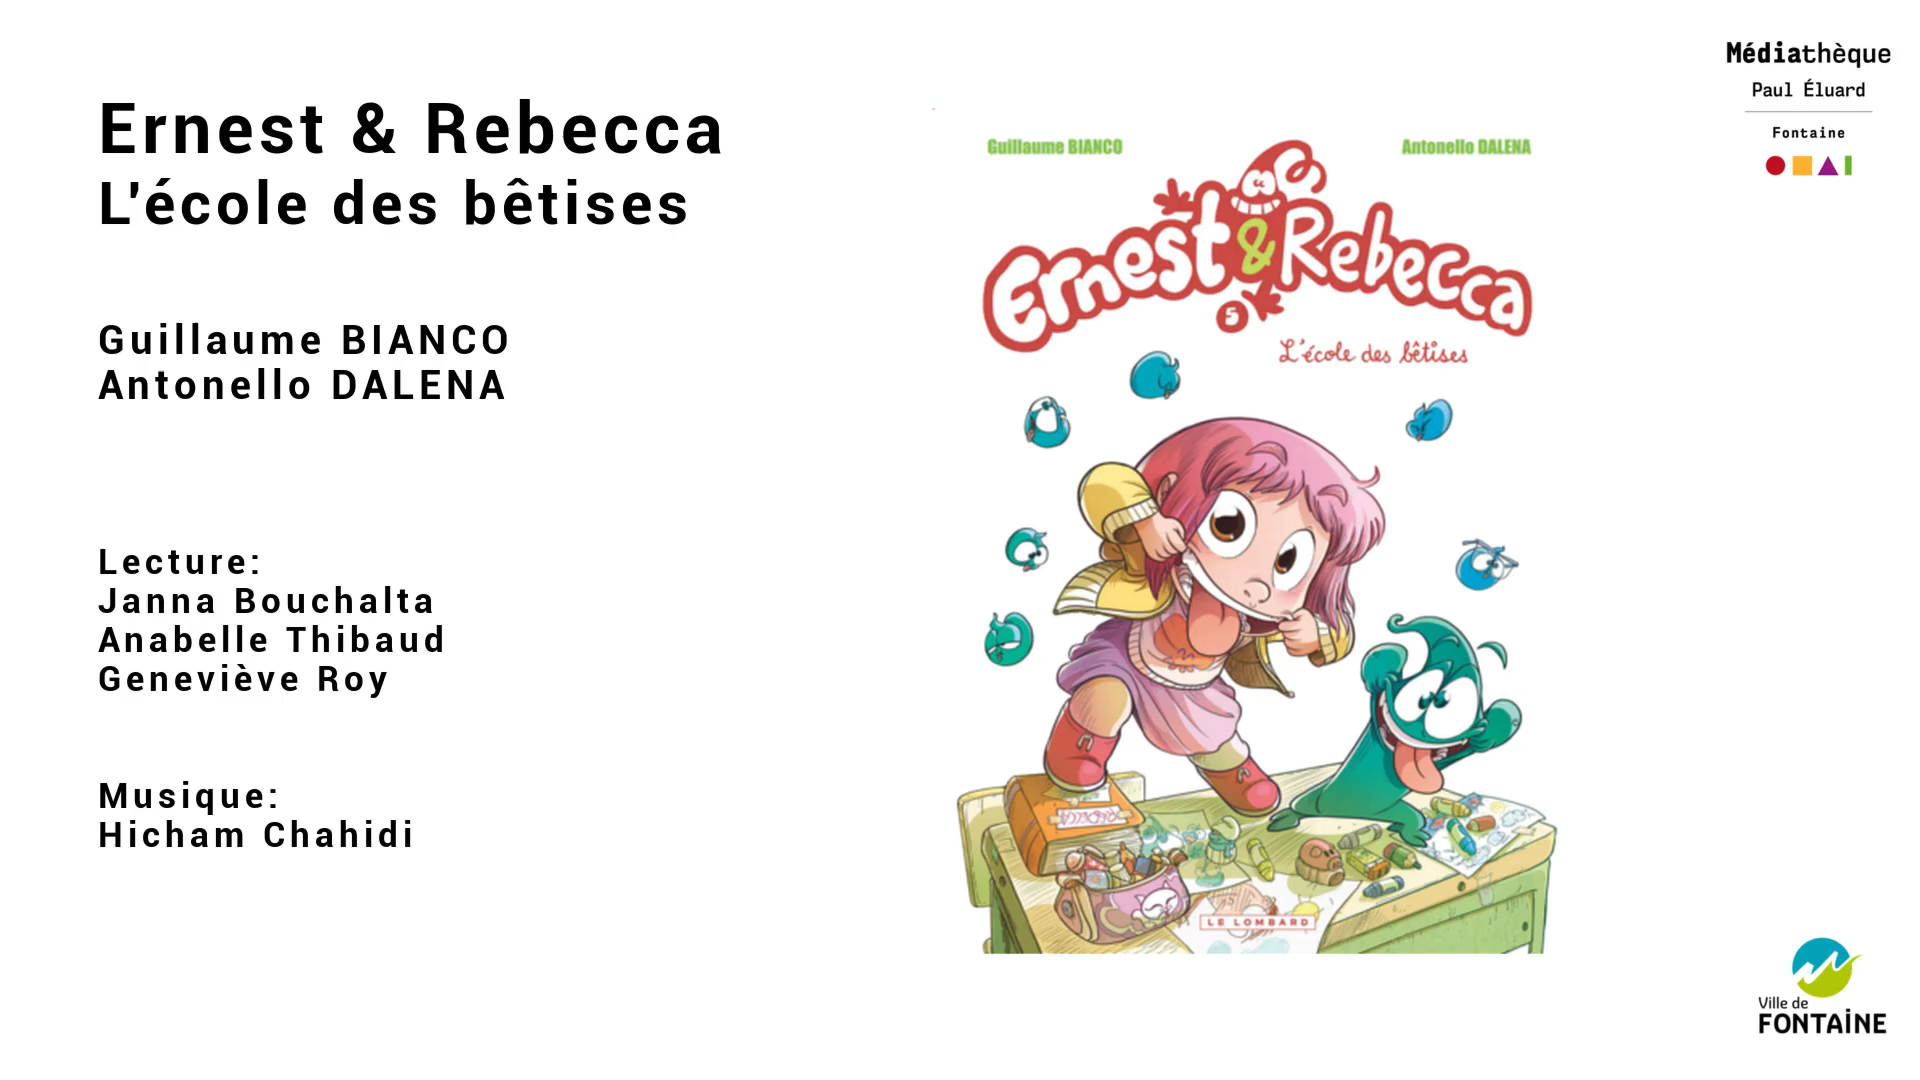 Ernest & Rebecca
L'école des bêtises
Guillaume BIANCO
Antonello DALENA
Lecture:
Janna Bouchalta
Anabelle Thibaud
Geneviève Roy
Musique:
Hicham Chahidi
Guillaume BIANCO
Antonello DALENA
Ernest & Rebecca
5
L'école des bêtises
LE LOMBARD
Médiathèque
Paul Éluard
Fontaine
Ville de
FONTAINE